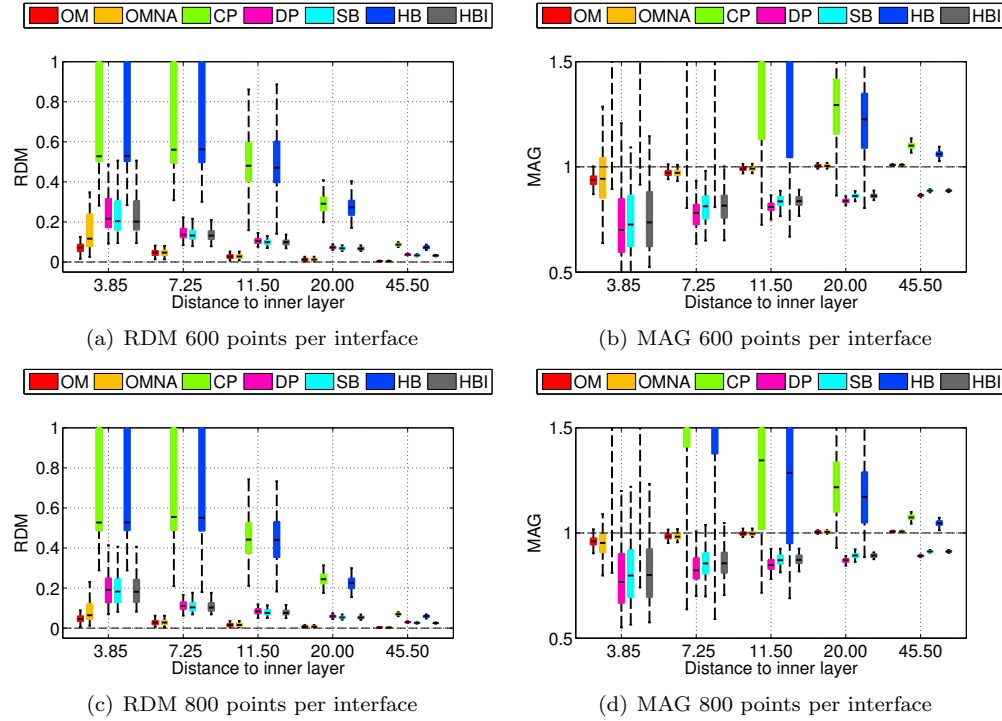 OM OMNA CP DP SB HB HBI
OM OMNA CP DP SB HB HBI
1
0.8
0.6
0.4
0.2
0
RDM
3.85 7.25 11.50 20.00 45.50
Distance to inner layer
1.5
1
0.5
MAG
3.85 7.25 11.50 20.00 45.50
Distance to inner layer
(a) RDM 600 points per interface
(b) MAG 600 points per interface
OM OMNA CP DP SB HB HBI
OM OMNA CP DP SB HB HBI
1
0.8
0.6
0.4
0.2
0
RDM
3.85 7.25 11.50 20.00 45.50
Distance to inner layer
1.5
1
0.5
MAG
3.85 7.25 11.50 20.00 45.50
Distance to inner layer
(c) RDM 800 points per interface
(d) MAG 800 points per interface